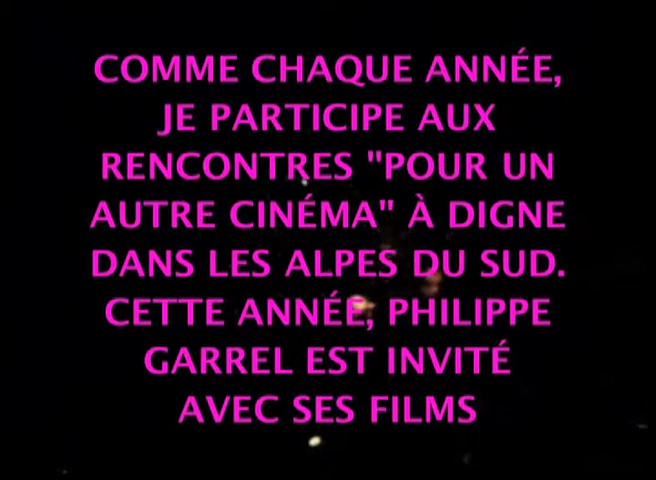 COMME CHAQUE ANNÉE,
JE PARTICIPE AUX
RENCONTRES "POUR UN
AUTRE CINÉMA" À DIGNE
DANS LES ALPES DU SUD.
CETTE ANNÉE, PHILIPPE
GARREL EST INVITÉ
AVEC SES FILMS